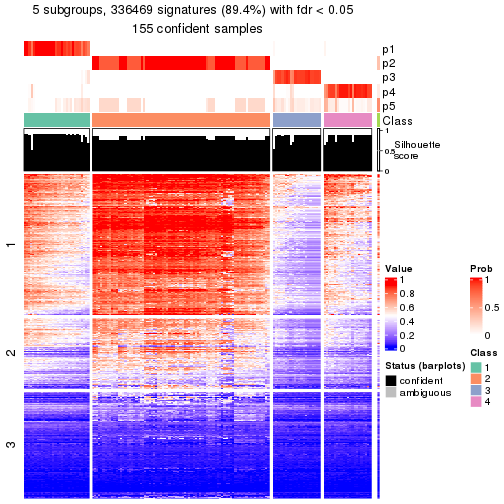 5 subgroups, 336469 signatures (89.4%) with fdr < 0.05
155 confident samples
p1
p2
p3
p4
p5
Class
1
0.5
0
Silhouette
score
1
2
3
Value
1
0.8
0.6
0.4
0.2
0
Status (barplots)
confident
ambiguous
Prob
1
0.5
0
Class
1
2
3
4